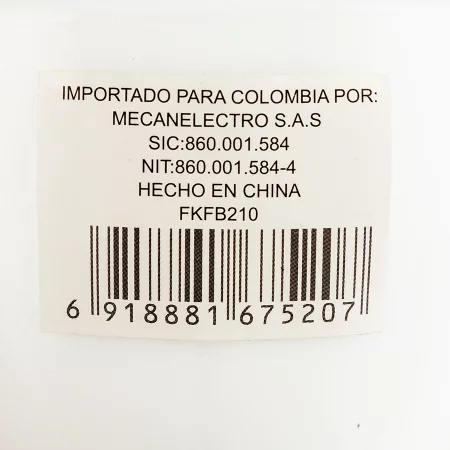 IMPORTADO PARA COLOMBIA POR:
MECANELECTRO S.A.S
SIC:860.001.584
NIT:860.001.584-4
HECHO EN CHINA
FKFB210
6 918881 675207